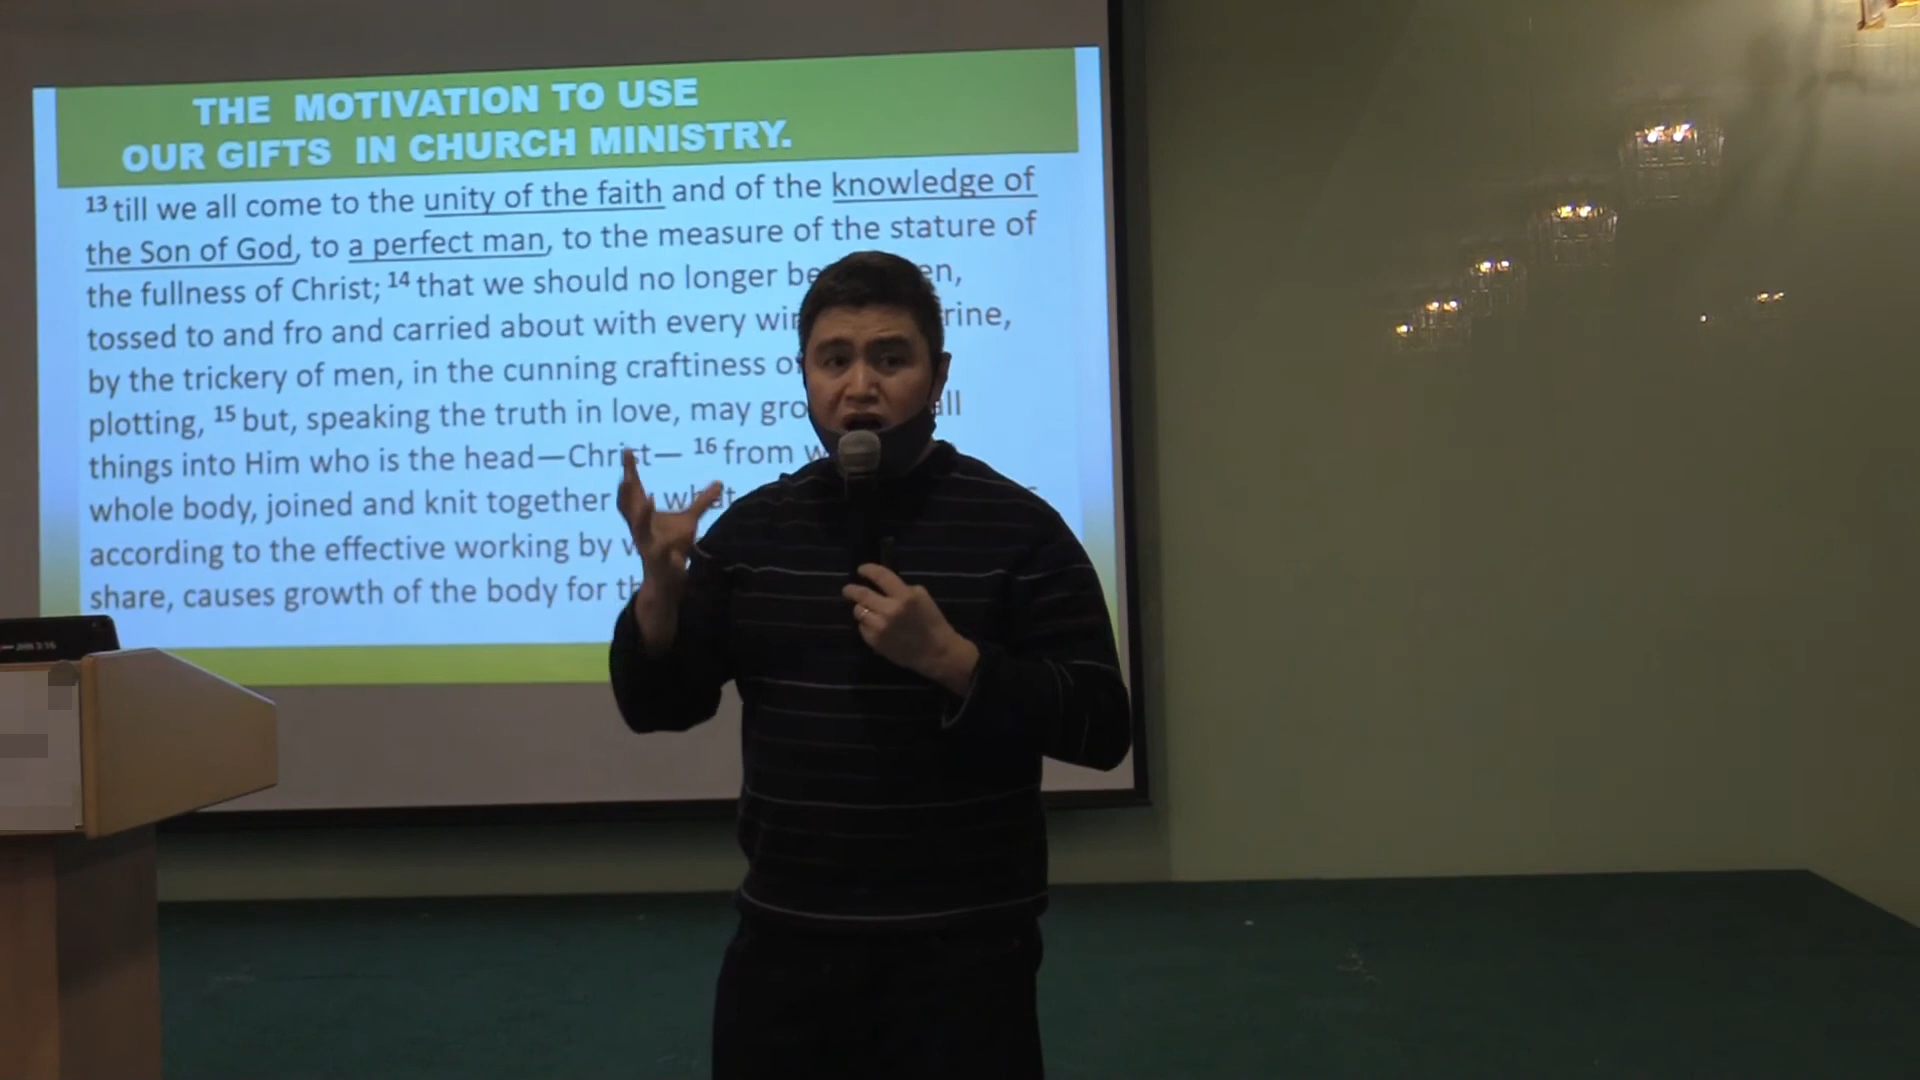 THE MOTIVATION TO USE
OUR GIFTS IN CHURCH MINISTRY.
13 till we all come to the unity of the faith and of the knowledge of
the Son of God, to a perfect man, to the measure of the stature of
the fullness of Christ; 14 that we should no longer be
tossed to and fro and carried about with every
by the trickery of men, in the cunning craftiness
plotting, 15 but, speaking the truth in love, may all
things into Him who is the head—Christ— 16 from
whole body, joined and knit together what
according to the effective working by
share, causes growth of the body for